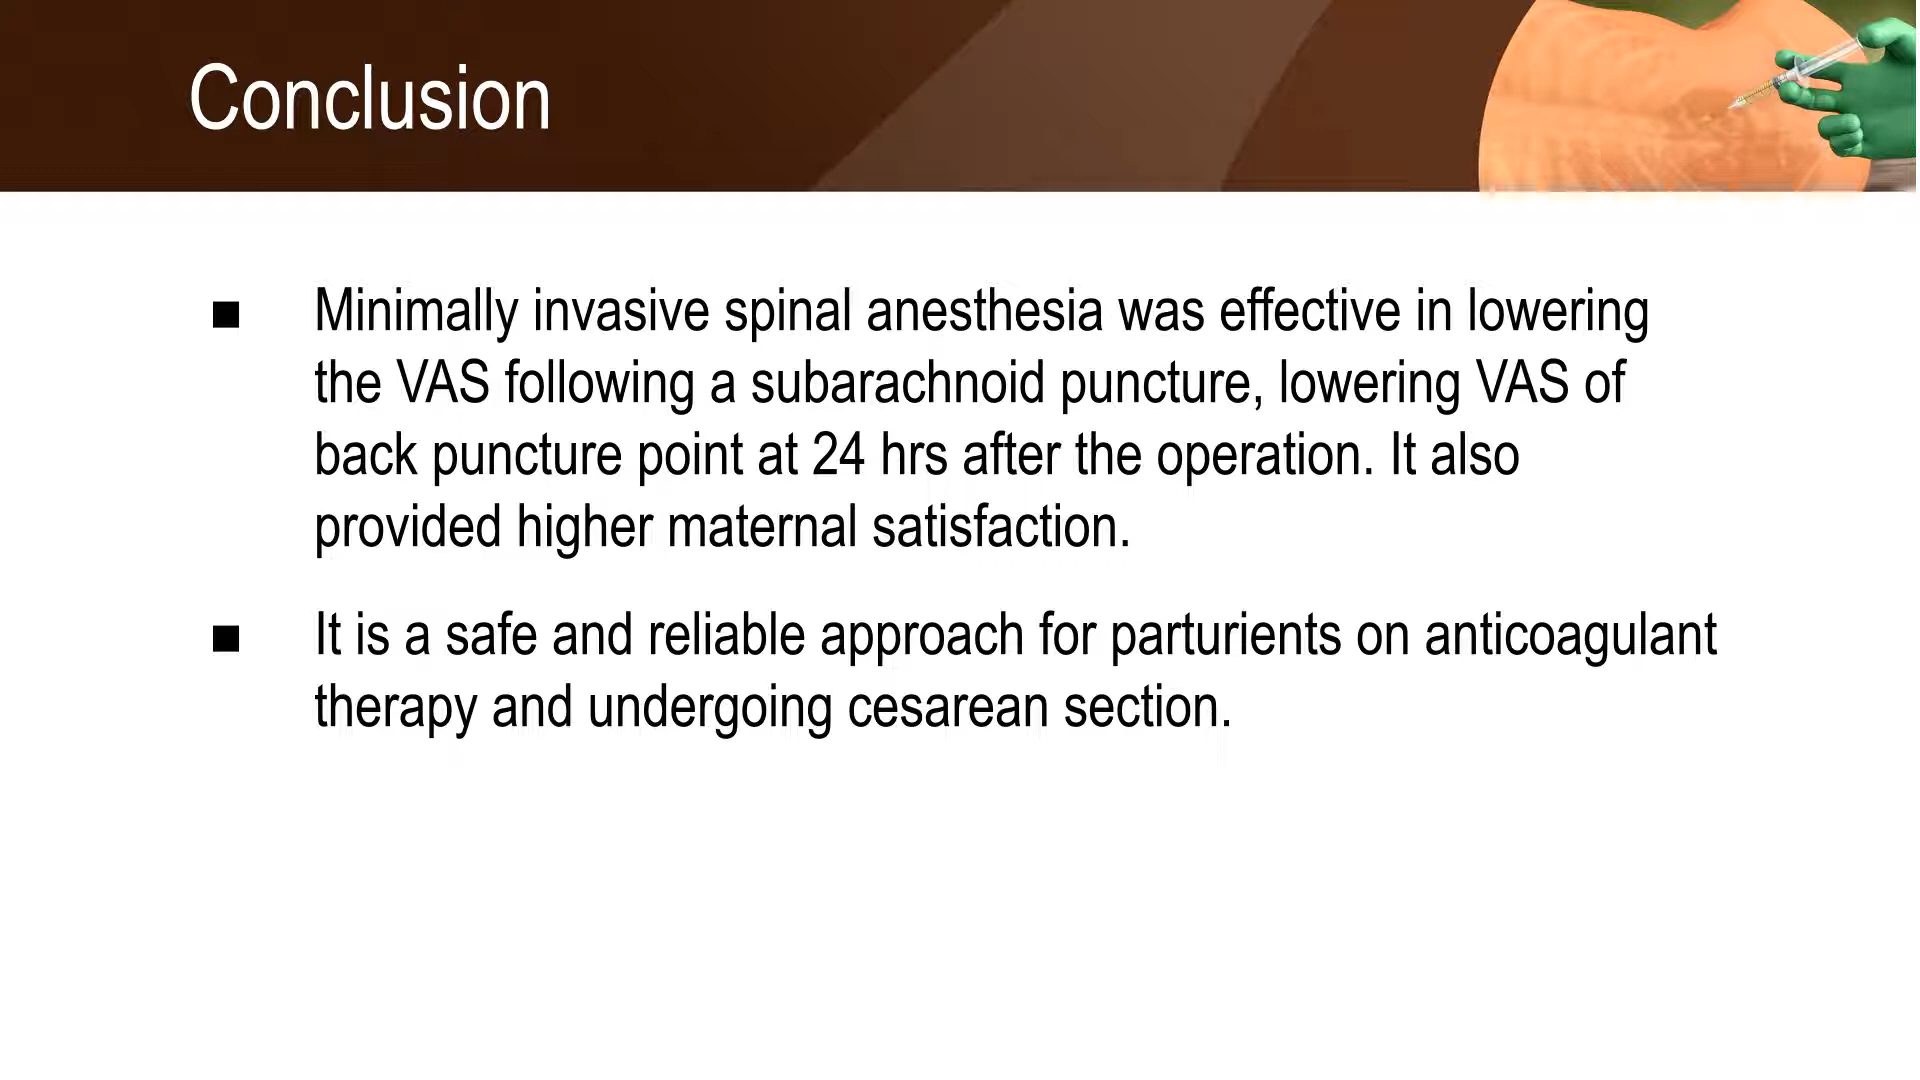 Conclusion
■ Minimally invasive spinal anesthesia was effective in lowering
the VAS following a subarachnoid puncture, lowering VAS of
back puncture point at 24 hrs after the operation. It also
provided higher maternal satisfaction.
■ It is a safe and reliable approach for parturients on anticoagulant
therapy and undergoing cesarean section.